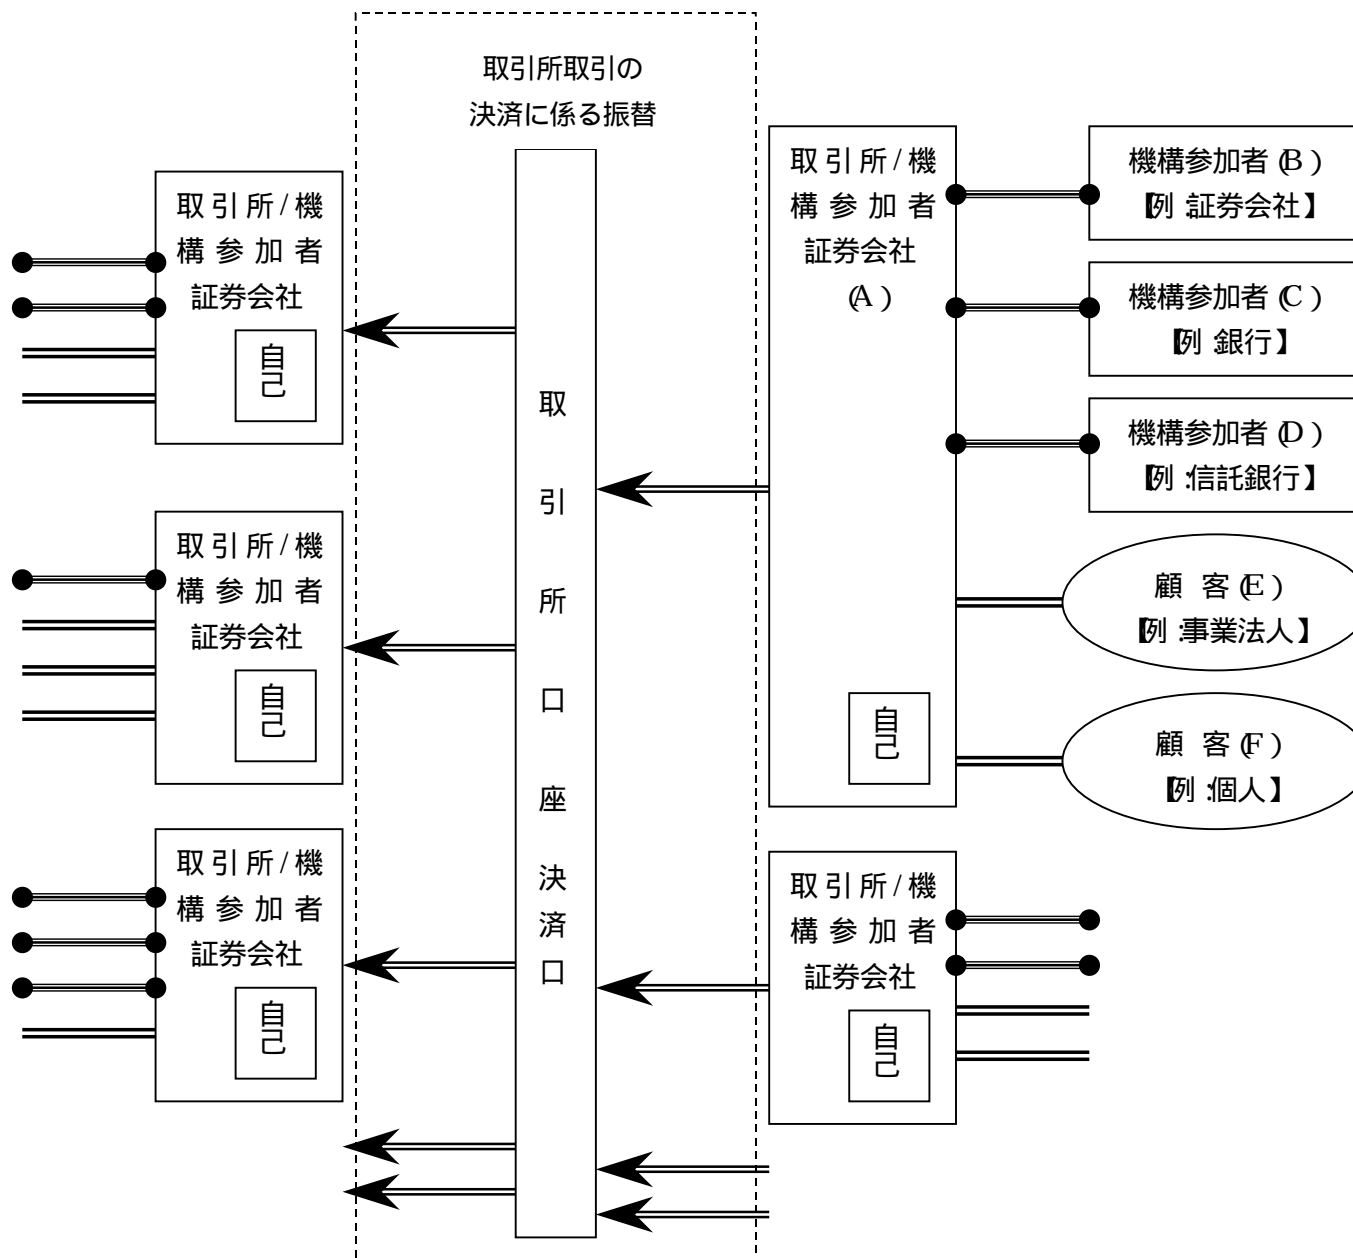 取引所取引の
決済に係る振替
取引所/機
構参加者
証券会社
自己
取引所/機
構参加者
証券会社
自己
取引所/機
構参加者
証券会社
自己
取引所口座決済口
取引所/機
構参加者
証券会社
(A)
自己
取引所/機
構参加者
証券会社
自己
機構参加者(B)
【例:証券会社】
機構参加者(C)
【例:銀行】
機構参加者(D)
【例:信託銀行】
顧 客(E)
【例:事業法人】
顧 客(F)
【例:個人】